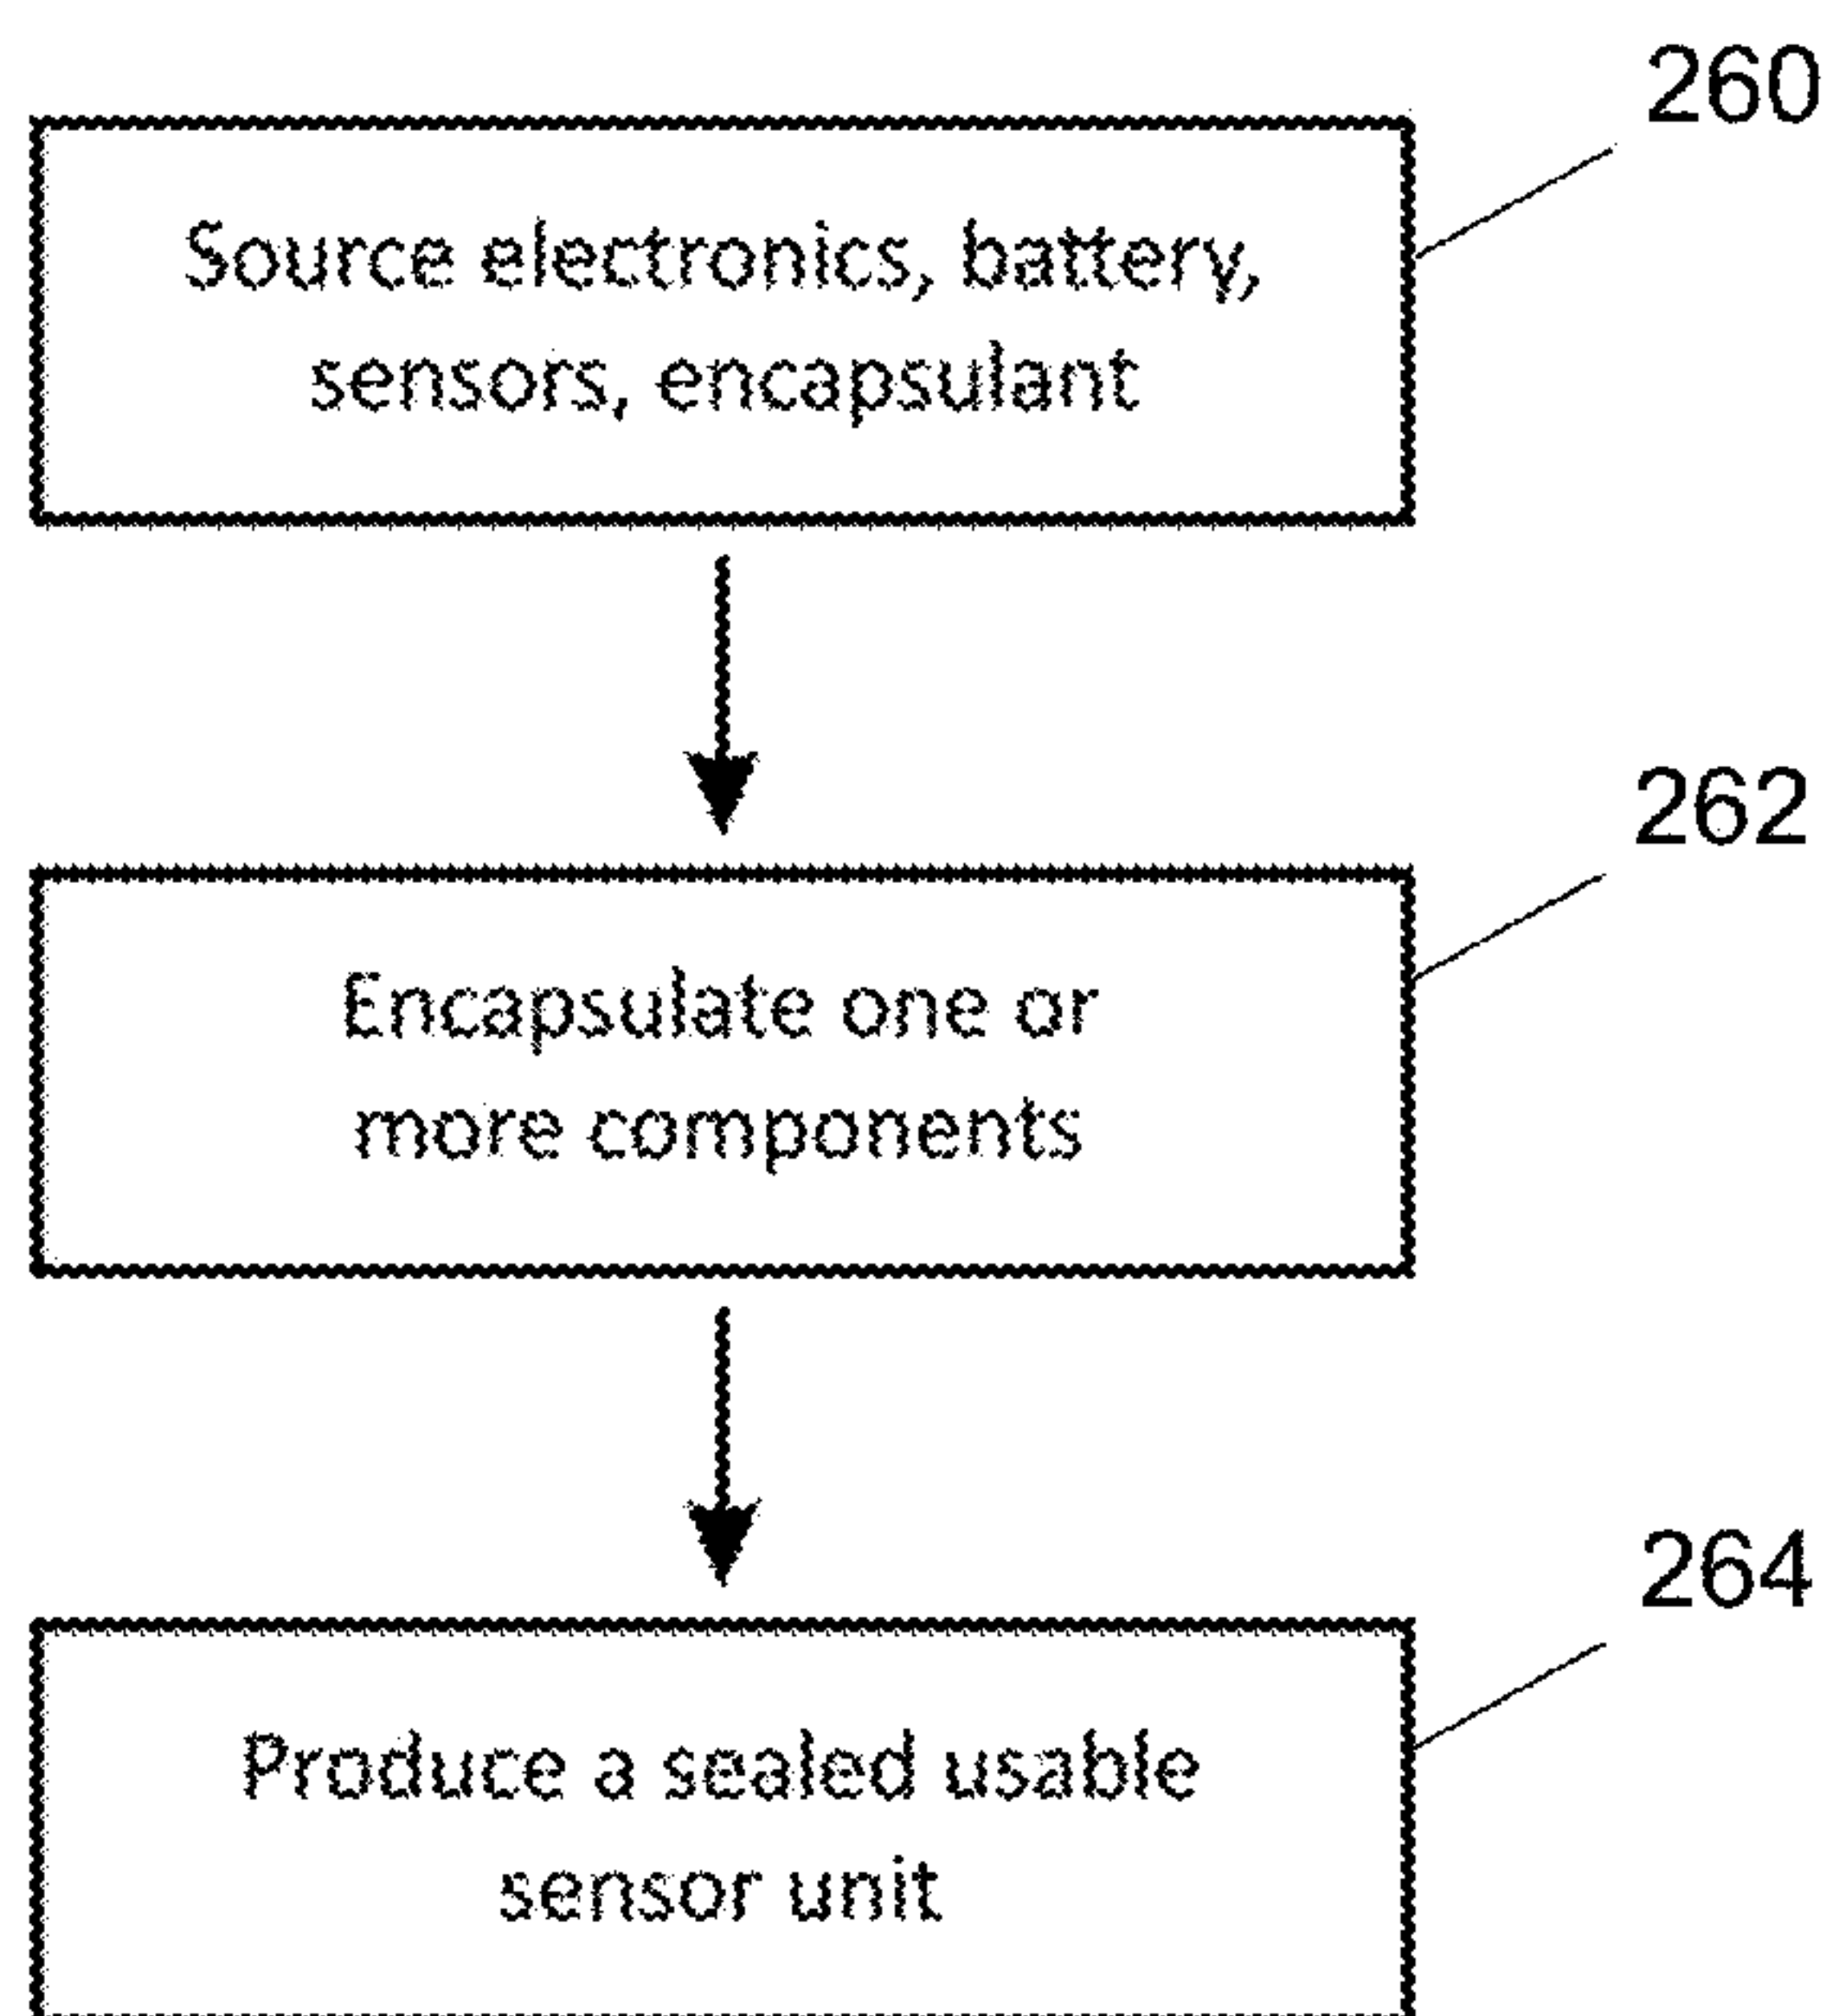 260
Source electronics, battery,
sensors, encapsulant
262
Encapsulate one or
more components
264
Produce a sealed usable
sensor unit